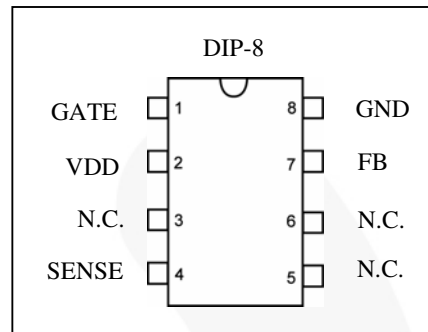 DIP-8
GATE 1 8 GND
VDD 2 7 FB
N.C. 3 6 N.C.
SENSE 4 5 N.C.